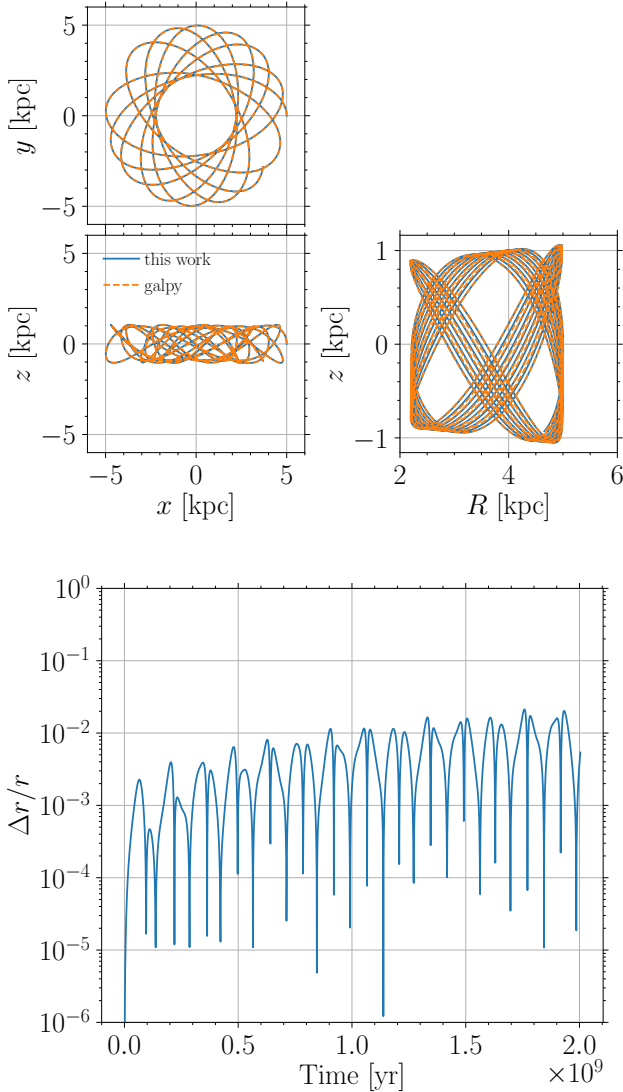 5
0
−5
y [kpc]
5
0
−5
z [kpc]
this work
galpy
−5 0 5
x [kpc]
1
0
−1
z [kpc]
2 4 6
R [kpc]
10^0
10^{-1}
10^{-2}
10^{-3}
10^{-4}
10^{-5}
10^{-6}
Δr/r
0.0 0.5 1.0 1.5 2.0
×10^9
Time [yr]